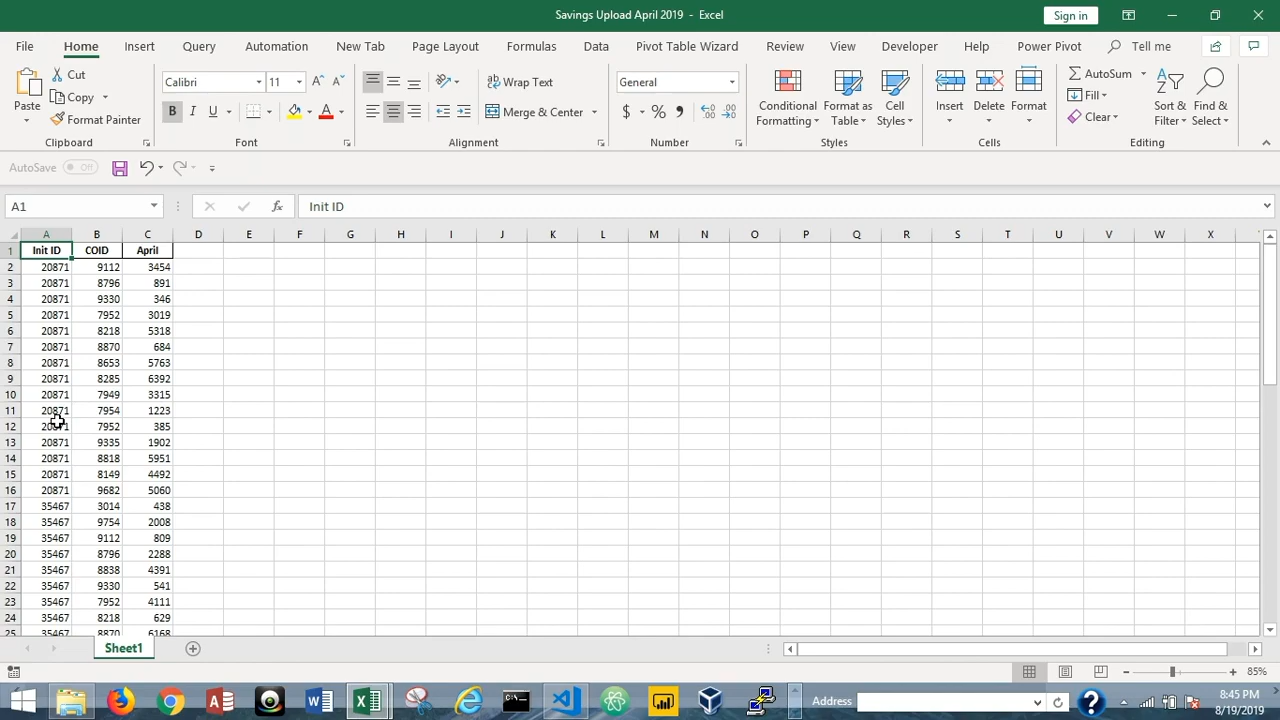 Savings Upload April 2019 - Excel
Sign in
File Home Insert Query Automation New Tab Page Layout Formulas Data Pivot Table Wizard Review View Developer Help Power Pivot Tell me
Paste Cut Copy Format Painter
Clipboard
Calibri 11
B I U
Font
Wrap Text
Merge & Center
Alignment
General
$ % ,
Number
Conditional Formatting Format as Table Cell Styles
Styles
Insert Delete Format
Cells
AutoSum Fill Clear Sort & Filter Find & Select
Editing
AutoSave Off
A1 fx Init ID
A B C D E F G H I J K L M N O P Q R S T U V W X
1 Init ID COID April
2 20871 9112 3454
3 20871 8796 891
4 20871 9330 346
5 20871 7952 3019
6 20871 8218 5318
7 20871 8870 684
8 20871 8653 5763
9 20871 8285 6392
10 20871 7949 3315
11 20871 7954 1223
12 20871 7952 385
13 20871 9335 1902
14 20871 8818 5951
15 20871 8149 4492
16 20871 9682 5060
17 35467 3014 438
18 35467 9754 2008
19 35467 9112 809
20 35467 8796 2288
21 35467 8838 4391
22 35467 9330 541
23 35467 7952 4111
24 35467 8218 629
25 35467 8870 6168
Sheet1
85%
Address
8:45 PM
8/19/2019